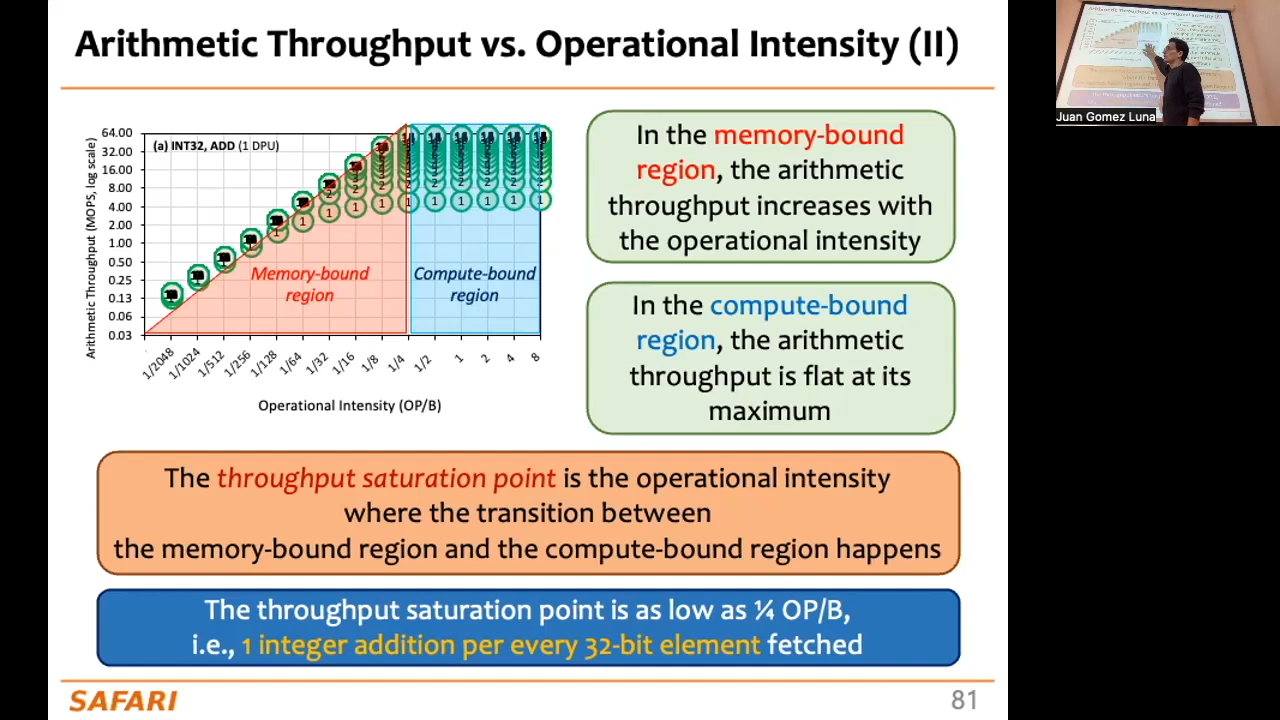 Arithmetic Throughput vs. Operational Intensity (II)
Arithmetic Throughput (MOPS, log scale)
64.00
32.00
16.00
8.00
4.00
2.00
1.00
0.50
0.25
0.13
0.06
0.03
(a) INT32, ADD (1 DPU)
Memory-bound
region
Compute-bound
region
1/2048
1/1024
1/512
1/256
1/128
1/64
1/32
1/16
1/8
1/4
1/2
1
2
4
8
Operational Intensity (OP/B)
In the memory-bound
region, the arithmetic
throughput increases with
the operational intensity
In the compute-bound
region, the arithmetic
throughput is flat at its
maximum
The throughput saturation point is the operational intensity
where the transition between
the memory-bound region and the compute-bound region happens
The throughput saturation point is as low as ¼ OP/B,
i.e., 1 integer addition per every 32-bit element fetched
SAFARI
81
Juan Gomez Luna